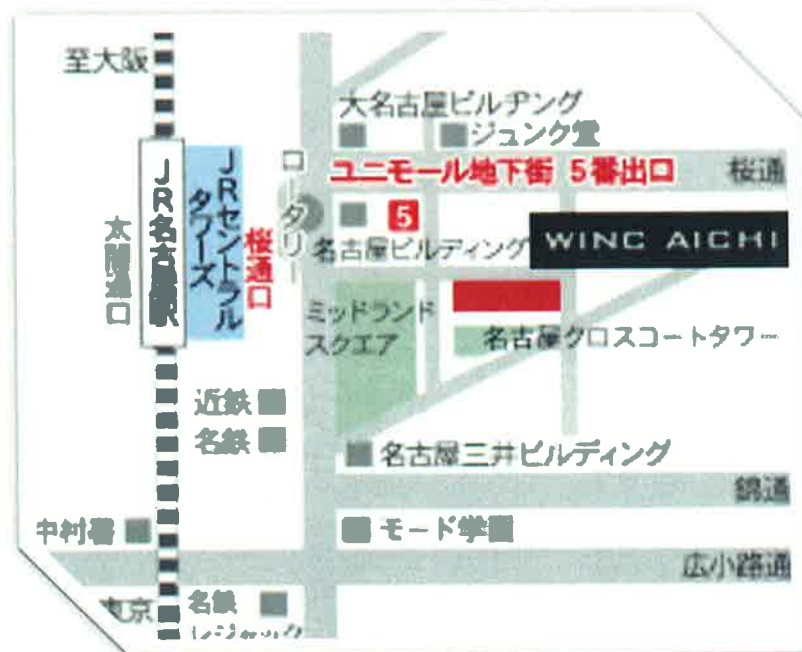 至大阪
大名古屋ビルヂング
ジュンク堂
ユニモール地下街 5番出口
桜通
JR名古屋駅
JRセントラル
タワーズ
桜通口
太閤通口
ロータリー
5
名古屋ビルディング
WINC AICHI
ミッドランド
スクエア
名古屋クロスコートタワー
近鉄
名鉄
名古屋三井ビルディング
錦通
中村署
モード学園
広小路通
東京
名鉄
レジャック